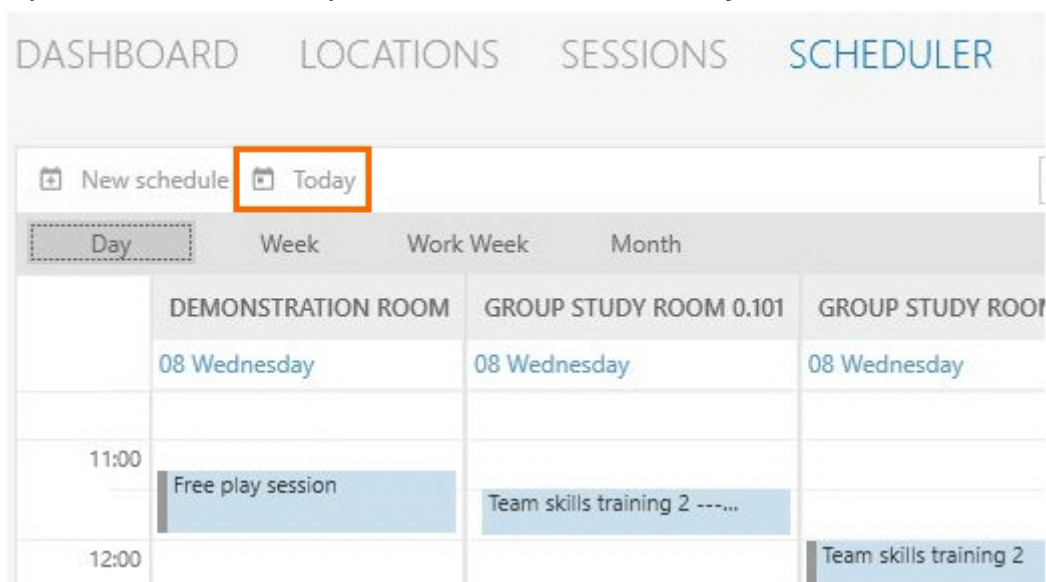 DASHBOARD LOCATIONS SESSIONS SCHEDULER
New schedule Today
Day Week Work Week Month
DEMONSTRATION ROOM GROUP STUDY ROOM 0.101 GROUP STUDY ROOM
08 Wednesday 08 Wednesday 08 Wednesday
11:00
Free play session
Team skills training 2 ---...
12:00
Team skills training 2